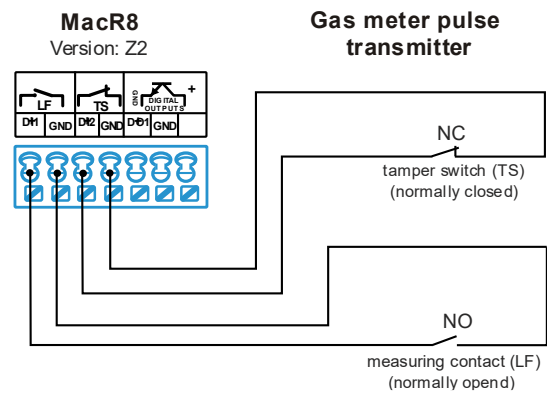 MacR8
Version: Z2
Gas meter pulse
transmitter
LF
TS
GND
DIGITAL
OUTPUTS
+
DI1
GND
DI2
GND
DO1
GND
NC
tamper switch (TS)
(normally closed)
NO
measuring contact (LF)
(normally opend)